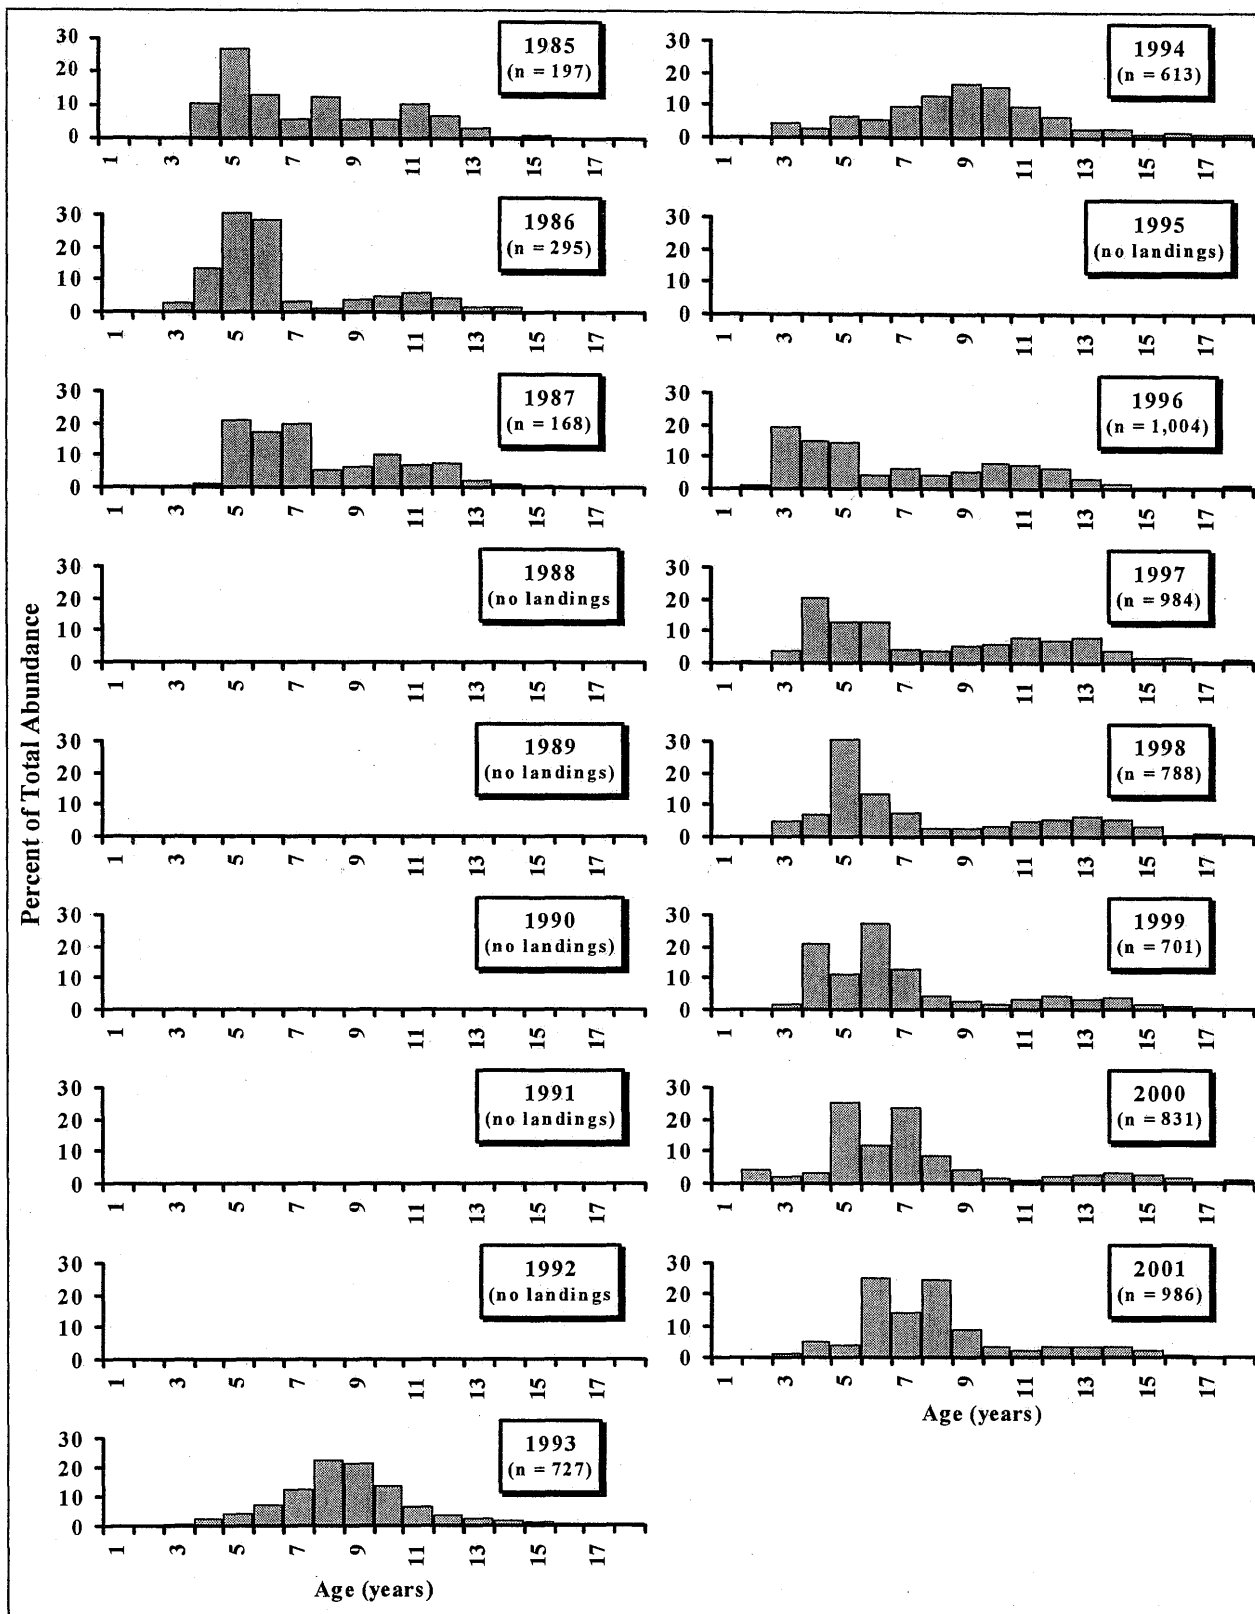 Percent of Total Abundance
30
20
10
0
1985
(n = 197)
1 3 5 7 9 11 13 15 17
30
20
10
0
1986
(n = 295)
1 3 5 7 9 11 13 15 17
30
20
10
0
1987
(n = 168)
1 3 5 7 9 11 13 15 17
30
20
10
0
1988
(no landings
1 3 5 7 9 11 13 15 17
30
20
10
0
1989
(no landings)
1 3 5 7 9 11 13 15 17
30
20
10
0
1990
(no landings)
1 3 5 7 9 11 13 15 17
30
20
10
0
1991
(no landings)
1 3 5 7 9 11 13 15 17
30
20
10
0
1992
(no landings
1 3 5 7 9 11 13 15 17
30
20
10
0
1993
(n = 727)
1 3 5 7 9 11 13 15 17
Age (years)
30
20
10
0
1994
(n = 613)
1 3 5 7 9 11 13 15 17
30
20
10
0
1995
(no landings)
1 3 5 7 9 11 13 15 17
30
20
10
0
1996
(n = 1,004)
1 3 5 7 9 11 13 15 17
30
20
10
0
1997
(n = 984)
1 3 5 7 9 11 13 15 17
30
20
10
0
1998
(n = 788)
1 3 5 7 9 11 13 15 17
30
20
10
0
1999
(n = 701)
1 3 5 7 9 11 13 15 17
30
20
10
0
2000
(n = 831)
1 3 5 7 9 11 13 15 17
30
20
10
0
2001
(n = 986)
1 3 5 7 9 11 13 15 17
Age (years)